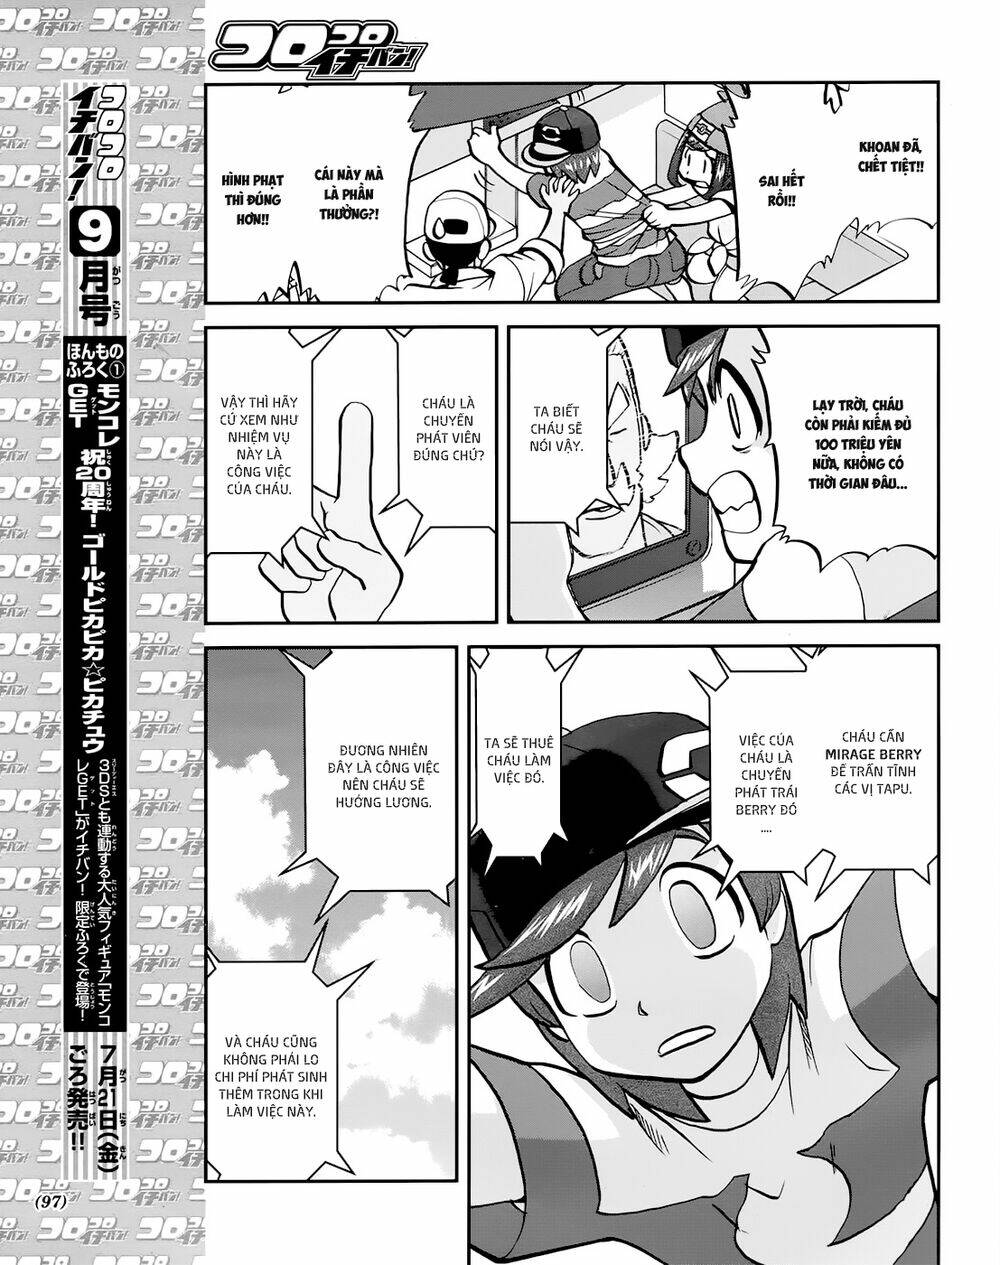 コロコロ
イチバン!
KHOAN ĐÃ,
CHẾT TIỆT!!
SAI HẾT
RỒI!!
CÁI NÀY MÀ
LÀ PHẦN
THƯỞNG?!
HÌNH PHẠT
THÌ ĐÚNG
HƠN!!
LẠY TRỜI, CHÁU
CÒN PHẢI KIẾM ĐỦ
100 TRIỆU YÊN
NỮA, KHÔNG CÓ
THỜI GIAN ĐÂU...
TA BIẾT
CHÁU SẼ
NÓI VẬY.
CHÁU LÀ
CHUYỂN
PHÁT VIÊN
ĐÚNG CHỨ?
VẬY THÌ HÃY
CỨ XEM NHƯ
NHIỆM VỤ
NÀY LÀ
CÔNG VIỆC
CỦA CHÁU.
CHÁU CẦN
MIRAGE BERRY
ĐỂ TRẤN TĨNH
CÁC VỊ TAPU.
VIỆC CỦA
CHÁU LÀ
CHUYỂN
PHÁT TRÁI
BERRY ĐÓ
....
TA SẼ THUÊ
CHÁU LÀM
VIỆC ĐÓ.
ĐƯƠNG NHIÊN
ĐÂY LÀ CÔNG VIỆC
NÊN CHÁU SẼ
HƯỞNG LƯƠNG.
VÀ CHÁU CŨNG
KHÔNG PHẢI LO
CHI PHÍ PHÁT SINH
THÊM TRONG KHI
LÀM VIỆC NÀY.
コロコロ
イチバン!
9月号
ほんもの
ふろく①
モンコレ祝20周年!ゴールドピカピカ☆ピカチュウ
GET
3DSとも連動する大人気フィギュア「モンコ
レGET」がイチバン!限定ふろくで登場!
7月21日(金)
ごろ発売!!
(97)